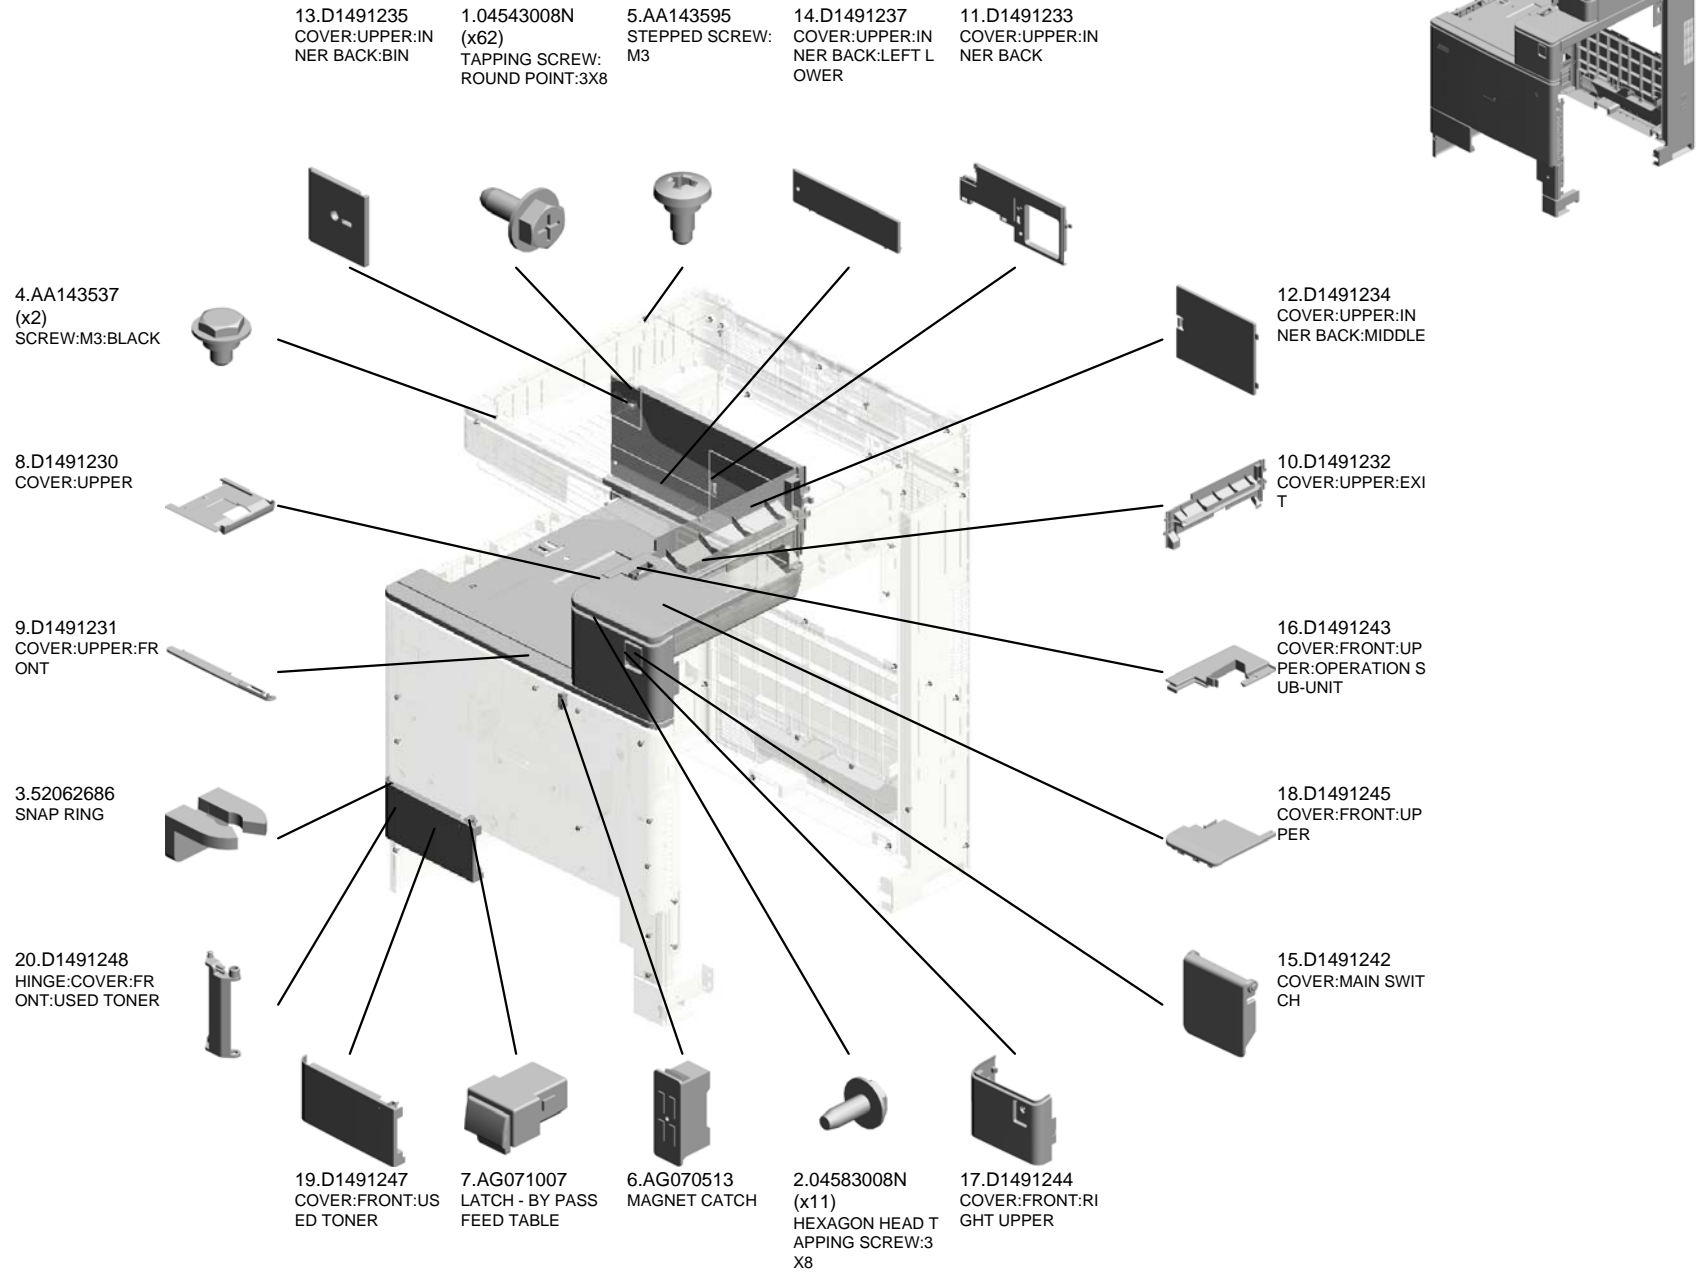 13.D1491235
COVER:UPPER:IN
NER BACK:BIN
1.04543008N
(x62)
TAPPING SCREW:
ROUND POINT:3X8
5.AA143595
STEPPED SCREW:
M3
14.D1491237
COVER:UPPER:IN
NER BACK:LEFT L
OWER
11.D1491233
COVER:UPPER:IN
NER BACK
4.AA143537
(x2)
SCREW:M3:BLACK
12.D1491234
COVER:UPPER:IN
NER BACK:MIDDLE
8.D1491230
COVER:UPPER
10.D1491232
COVER:UPPER:EXI
T
9.D1491231
COVER:UPPER:FR
ONT
16.D1491243
COVER:FRONT:UP
PER:OPERATION S
UB-UNIT
3.52062686
SNAP RING
18.D1491245
COVER:FRONT:UP
PER
20.D1491248
HINGE:COVER:FR
ONT:USED TONER
15.D1491242
COVER:MAIN SWIT
CH
19.D1491247
COVER:FRONT:US
ED TONER
7.AG071007
LATCH - BY PASS
FEED TABLE
6.AG070513
MAGNET CATCH
2.04583008N
(x11)
HEXAGON HEAD T
APPING SCREW:3
X8
17.D1491244
COVER:FRONT:RI
GHT UPPER